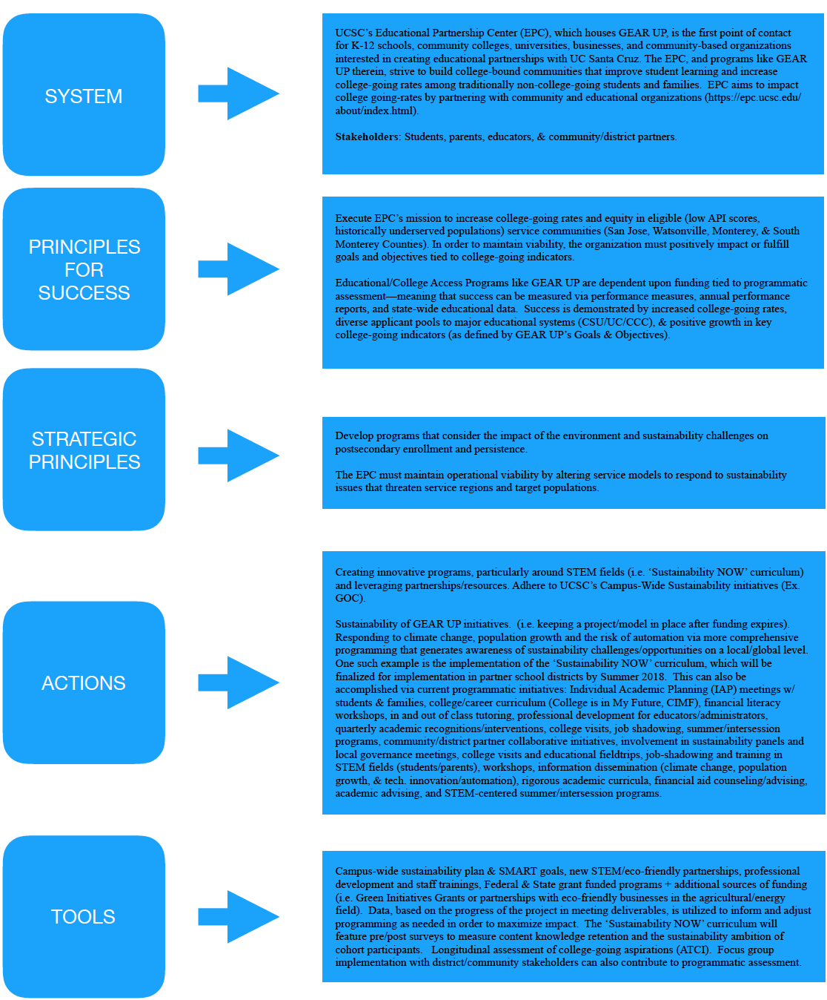 SYSTEM
UCSC’s Educational Partnership Center (EPC), which houses GEAR UP, is the first point of contact
for K-12 schools, community colleges, universities, businesses, and community-based organizations
interested in creating educational partnerships with UC Santa Cruz. The EPC, and programs like GEAR
UP therein, strive to build college-bound communities that improve student learning and increase
college-going rates among traditionally non-college-going students and families.  EPC aims to impact
college going-rates by partnering with community and educational organizations (https://epc.ucsc.edu/
about/index.html).
Stakeholders: Students, parents, educators, & community/district partners.
PRINCIPLES
FOR
SUCCESS
Execute EPC’s mission to increase college-going rates and equity in eligible (low API scores,
historically underserved populations) service communities (San Jose, Watsonville, Monterey, & South
Monterey Counties). In order to maintain viability, the organization must positively impact or fulfill
goals and objectives tied to college-going indicators.
Educational/College Access Programs like GEAR UP are dependent upon funding tied to programmatic
assessment—meaning that success can be measured via performance measures, annual performance
reports, and state-wide educational data.  Success is demonstrated by increased college-going rates,
diverse applicant pools to major educational systems (CSU/UC/CCC), & positive growth in key
college-going indicators (as defined by GEAR UP’s Goals & Objectives).
STRATEGIC
PRINCIPLES
Develop programs that consider the impact of the environment and sustainability challenges on
postsecondary enrollment and persistence.
The EPC must maintain operational viability by altering service models to respond to sustainability
issues that threaten service regions and target populations.
ACTIONS
Creating innovative programs, particularly around STEM fields (i.e. ‘Sustainability NOW’ curriculum)
and leveraging partnerships/resources. Adhere to UCSC’s Campus-Wide Sustainability initiatives (Ex.
GOC).
Sustainability of GEAR UP initiatives.  (i.e. keeping a project/model in place after funding expires).
Responding to climate change, population growth and the risk of automation via more comprehensive
programming that generates awareness of sustainability challenges/opportunities on a local/global level.
One such example is the implementation of the ‘Sustainability NOW’ curriculum, which will be
finalized for implementation in partner school districts by Summer 2018.  This can also be
accomplished via current programmatic initiatives: Individual Academic Planning (IAP) meetings w/
students & families, college/career curriculum (College is in My Future, CIMF), financial literacy
workshops, in and out of class tutoring, professional development for educators/administrators,
quarterly academic recognitions/interventions, college visits, job shadowing, summer/intersession
programs, community/district partner collaborative initiatives, involvement in sustainability panels and
local governance meetings, college visits and educational fieldtrips, job-shadowing and training in
STEM fields (students/parents), workshops, information dissemination (climate change, population
growth, & tech. innovation/automation), rigorous academic curricula, financial aid counseling/advising,
academic advising, and STEM-centered summer/intersession programs.
TOOLS
Campus-wide sustainability plan & SMART goals, new STEM/eco-friendly partnerships, professional
development and staff trainings, Federal & State grant funded programs + additional sources of funding
(i.e. Green Initiatives Grants or partnerships with eco-friendly businesses in the agricultural/energy
field).  Data, based on the progress of the project in meeting deliverables, is utilized to inform and adjust
programming as needed in order to maximize impact.  The ‘Sustainability NOW’ curriculum will
feature pre/post surveys to measure content knowledge retention and the sustainability ambition of
cohort participants.   Longitudinal assessment of college-going aspirations (ATCI).  Focus group
implementation with district/community stakeholders can also contribute to programmatic assessment.